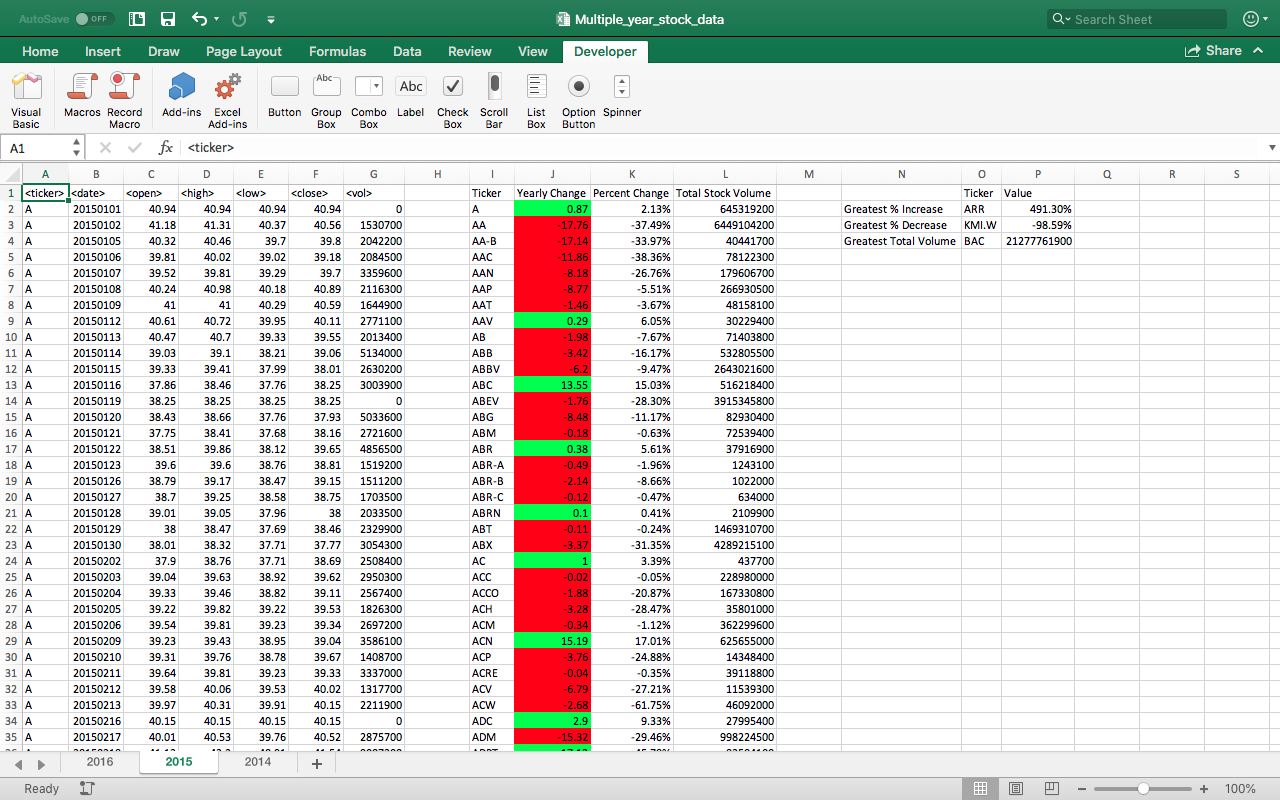 AutoSave OFF Multiple_year_stock_data Search Sheet
Home Insert Draw Page Layout Formulas Data Review View Developer Share
Abc Abc
Visual Basic Macros Record Macro Add-ins Excel Add-ins Button Group Box Combo Box Label Check Box Scroll Bar List Box Option Button Spinner
A1 fx <ticker>
A B C D E F G H I J K L M N O P Q R S
1 <ticker> <date> <open> <high> <low> <close> <vol> Ticker Yearly Change Percent Change Total Stock Volume Ticker Value
2 A 20150101 40.94 40.94 40.94 40.94 0 A 0.87 2.13% 645319200 Greatest % Increase ARR 491.30%
3 A 20150102 41.18 41.31 40.37 40.56 1530700 AA -17.76 -37.49% 6449104200 Greatest % Decrease KMI.W -98.59%
4 A 20150105 40.32 40.46 39.7 39.8 2042200 AA-B -17.14 -33.97% 40441700 Greatest Total Volume BAC 21277761900
5 A 20150106 39.81 40.02 39.02 39.18 2084500 AAC -11.86 -38.36% 78122300
6 A 20150107 39.52 39.81 39.29 39.7 3359600 AAN -8.18 -26.76% 179606700
7 A 20150108 40.24 40.98 40.18 40.89 2116300 AAP -8.77 -5.51% 266930500
8 A 20150109 41 41 40.29 40.59 1644900 AAT -1.46 -3.67% 48158100
9 A 20150112 40.61 40.72 39.95 40.11 2771100 AAV 0.29 6.05% 30229400
10 A 20150113 40.47 40.7 39.33 39.55 2013400 AB -1.98 -7.67% 71403800
11 A 20150114 39.03 39.1 38.21 39.06 5134000 ABB -3.42 -16.17% 532805500
12 A 20150115 39.33 39.41 37.99 38.01 2630200 ABBV -6.2 -9.47% 2643021600
13 A 20150116 37.86 38.46 37.76 38.25 3003900 ABC 13.55 15.03% 516218400
14 A 20150119 38.25 38.25 38.25 38.25 0 ABEV -1.76 -28.30% 3915345800
15 A 20150120 38.43 38.66 37.76 37.93 5033600 ABG -8.48 -11.17% 82930400
16 A 20150121 37.75 38.41 37.68 38.16 2721600 ABM -0.18 -0.63% 72539400
17 A 20150122 38.51 39.86 38.12 39.65 4856500 ABR 0.38 5.61% 37916900
18 A 20150123 39.6 39.6 38.76 38.81 1519200 ABR-A -0.49 -1.96% 1243100
19 A 20150126 38.79 39.17 38.47 39.15 1511200 ABR-B -2.14 -8.66% 1022000
20 A 20150127 38.7 39.25 38.58 38.75 1703500 ABR-C -0.12 -0.47% 634000
21 A 20150128 39.01 39.05 37.96 38 2033500 ABRN 0.1 0.41% 2109900
22 A 20150129 38 38.47 37.69 38.46 2329900 ABT -0.11 -0.24% 1469310700
23 A 20150130 38.01 38.32 37.71 37.77 3054300 ABX -3.37 -31.35% 4289215100
24 A 20150202 37.9 38.76 37.71 38.69 2508400 AC 1 3.39% 437700
25 A 20150203 39.04 39.63 38.92 39.62 2950300 ACC -0.02 -0.05% 228980000
26 A 20150204 39.33 39.46 38.82 39.11 2567400 ACCO -1.88 -20.87% 167330800
27 A 20150205 39.22 39.82 39.22 39.53 1826300 ACH -3.28 -28.47% 35801000
28 A 20150206 39.54 39.81 39.23 39.34 2697200 ACM -0.34 -1.12% 362299600
29 A 20150209 39.23 39.43 38.95 39.04 3586100 ACN 15.19 17.01% 625655000
30 A 20150210 39.31 39.76 38.78 39.67 1408700 ACP -3.76 -24.88% 14348400
31 A 20150211 39.64 39.81 39.23 39.33 3337000 ACRE -0.04 -0.35% 39118800
32 A 20150212 39.58 40.06 39.53 40.02 1317700 ACV -6.79 -27.21% 11539300
33 A 20150213 39.97 40.31 39.91 40.15 2211900 ACW -2.68 -61.75% 46092000
34 A 20150216 40.15 40.15 40.15 40.15 0 ADC 2.9 9.33% 27995400
35 A 20150217 40.01 40.53 39.76 40.52 2875700 ADM -15.32 -29.46% 998224500
2016 2015 2014 +
Ready 100%